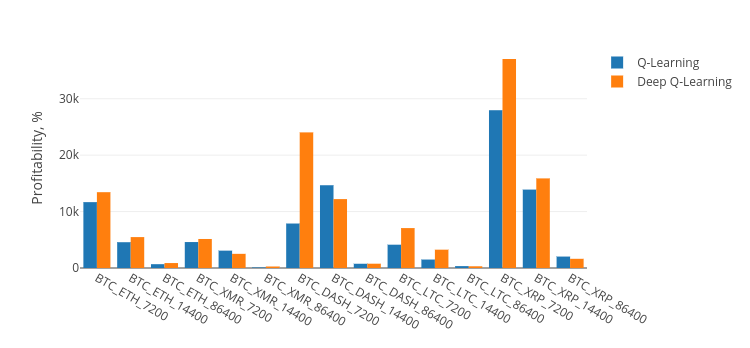 Q-Learning
Deep Q-Learning
Profitability, %
30k
20k
10k
0
BTC_ETH_7200
BTC_ETH_14400
BTC_ETH_86400
BTC_XMR_7200
BTC_XMR_14400
BTC_XMR_86400
BTC_DASH_7200
BTC_DASH_14400
BTC_DASH_86400
BTC_LTC_7200
BTC_LTC_14400
BTC_LTC_86400
BTC_XRP_7200
BTC_XRP_14400
BTC_XRP_86400